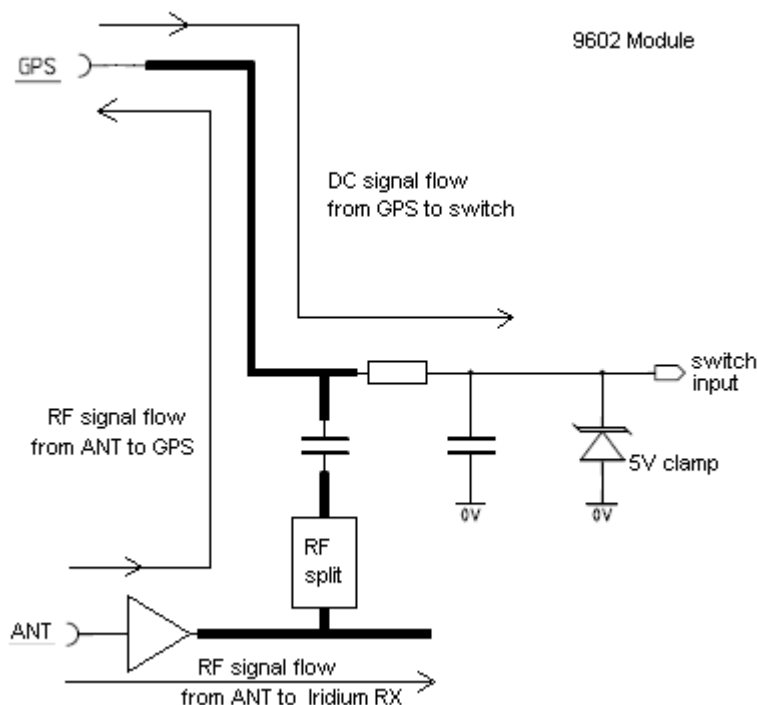 9602 Module
GPS
DC signal flow
from GPS to switch
switch
input
RF signal flow
from ANT to GPS
5V clamp
0V
0V
RF
split
ANT
RF signal flow
from ANT to Iridium RX